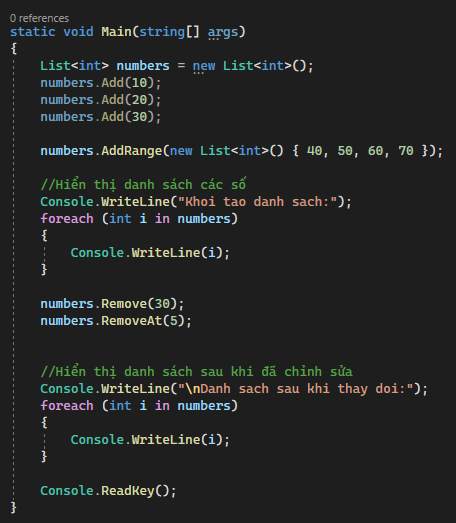 0 references
static void Main(string[] args)
{
List<int> numbers = new List<int>();
numbers.Add(10);
numbers.Add(20);
numbers.Add(30);
numbers.AddRange(new List<int>() { 40, 50, 60, 70 });
//Hiển thị danh sách các số
Console.WriteLine("Khoi tao danh sach:");
foreach (int i in numbers)
{
Console.WriteLine(i);
}
numbers.Remove(30);
numbers.RemoveAt(5);
//Hiển thị danh sách sau khi đã chỉnh sửa
Console.WriteLine("\nDanh sach sau khi thay doi:");
foreach (int i in numbers)
{
Console.WriteLine(i);
}
Console.ReadKey();
}